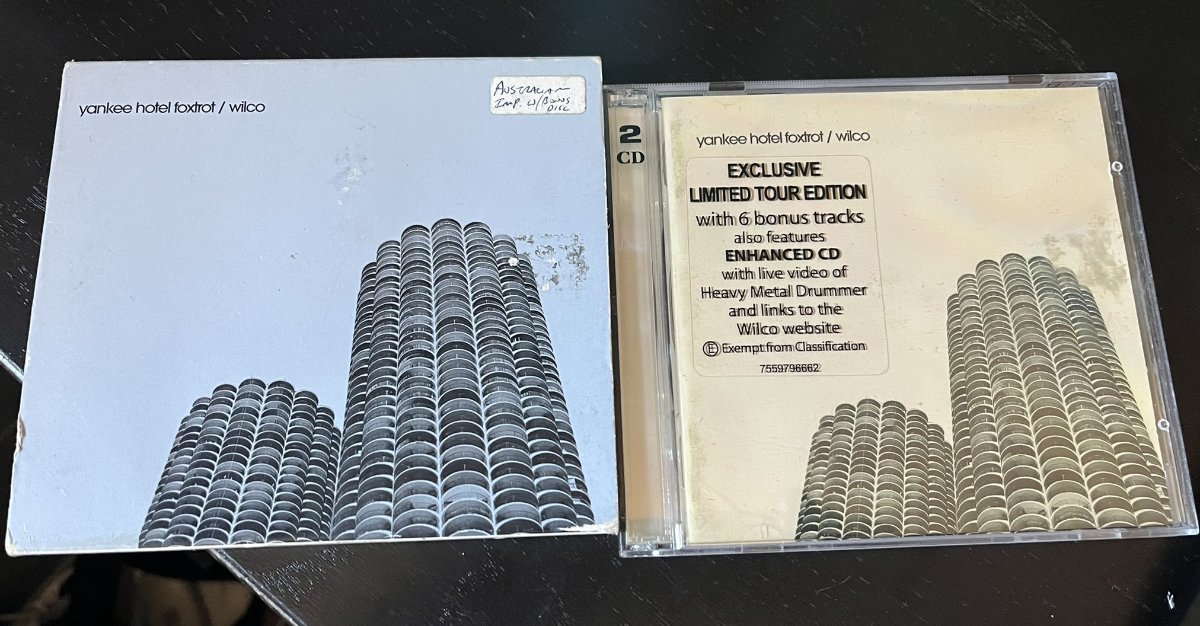 yankee hotel foxtrot / wilco
AUSTRALIAN
IMP. W/BONUS
DISC
2
CD
yankee hotel foxtrot / wilco
EXCLUSIVE
LIMITED TOUR EDITION
with 6 bonus tracks
also features
ENHANCED CD
with live video of
Heavy Metal Drummer
and links to the
Wilco website
E Exempt from Classification
7559796662